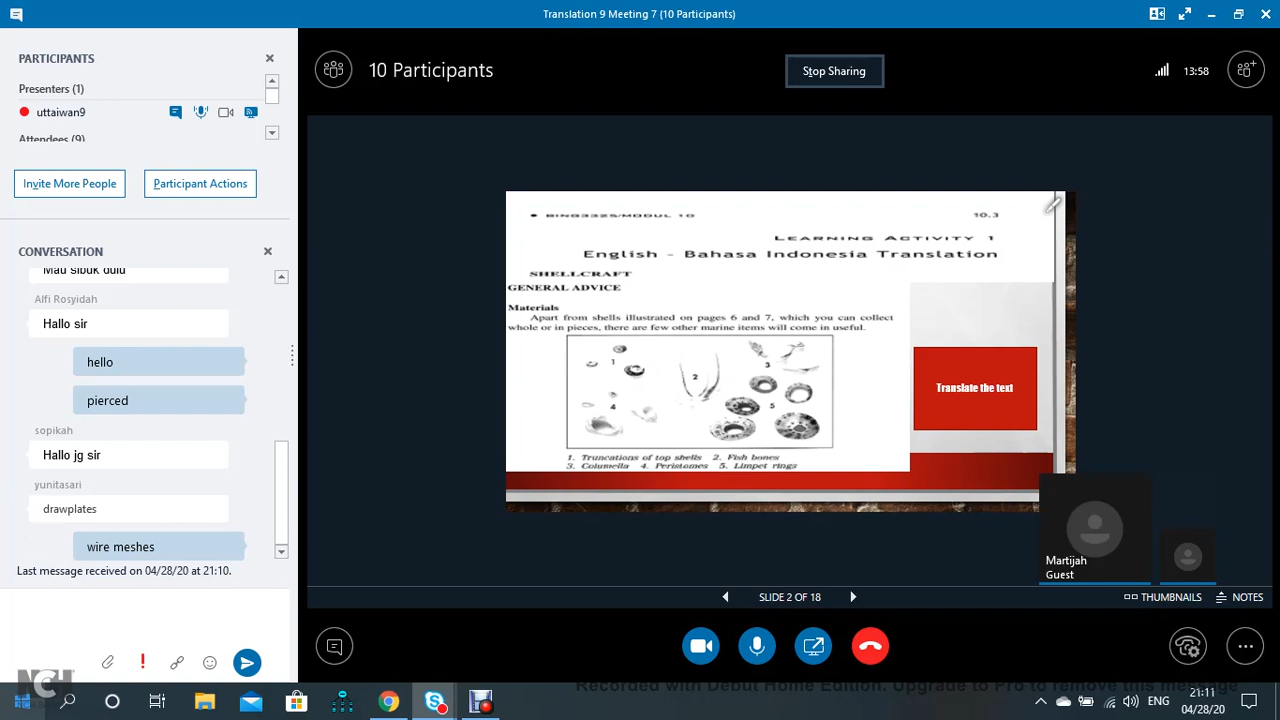 Translation 9 Meeting 7 (10 Participants)
PARTICIPANTS
Presenters (1)
uttaiwan9
Attendees (9)
Invite More People
Participant Actions
CONVERSATION
Mau sibuk dulu
Alfi Rosyidah
Hallo sir
hello
pierced
sopikah
Hallo jg sir
yunitasari
drawplates
wire meshes
Last message received on 04/28/20 at 21:10.
10 Participants
Stop Sharing
13:58
• BING3325/MODUL 10
10.3
LEARNING ACTIVITY 1
English - Bahasa Indonesia Translation
SHELLCRAFT
GENERAL ADVICE
Materials
Apart from shells illustrated on pages 6 and 7, which you can collect
whole or in pieces, there are few other marine items will come in useful.
1
2
3
4
5
1. Truncations of top shells 2. Fish bones
3. Columella 4. Peristomes 5. Limpet rings
Translate the text
Martijah
Guest
SLIDE 2 OF 18
THUMBNAILS
NOTES
NCH
Recorded with Debut Home Edition. Upgrade to Pro to remove this message
ENG
21:11
04/28/20